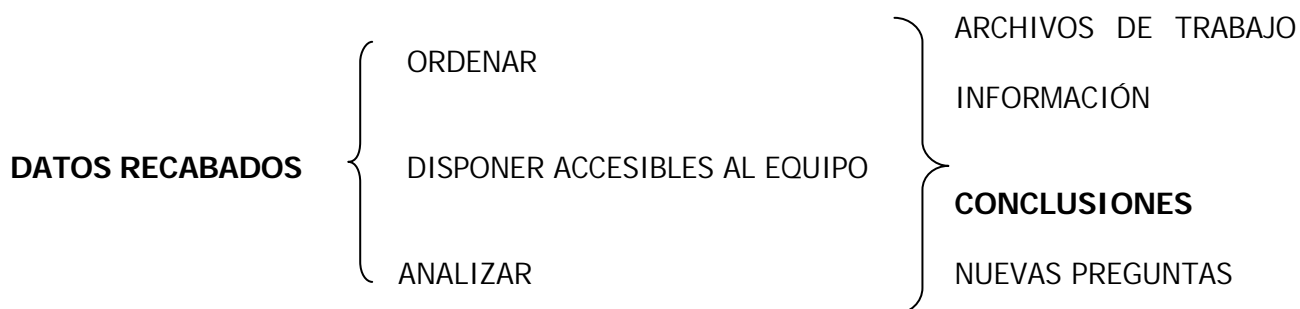 DATOS RECABADOS
ORDENAR
DISPONER ACCESIBLES AL EQUIPO
ANALIZAR
ARCHIVOS DE TRABAJO
INFORMACIÓN
CONCLUSIONES
NUEVAS PREGUNTAS